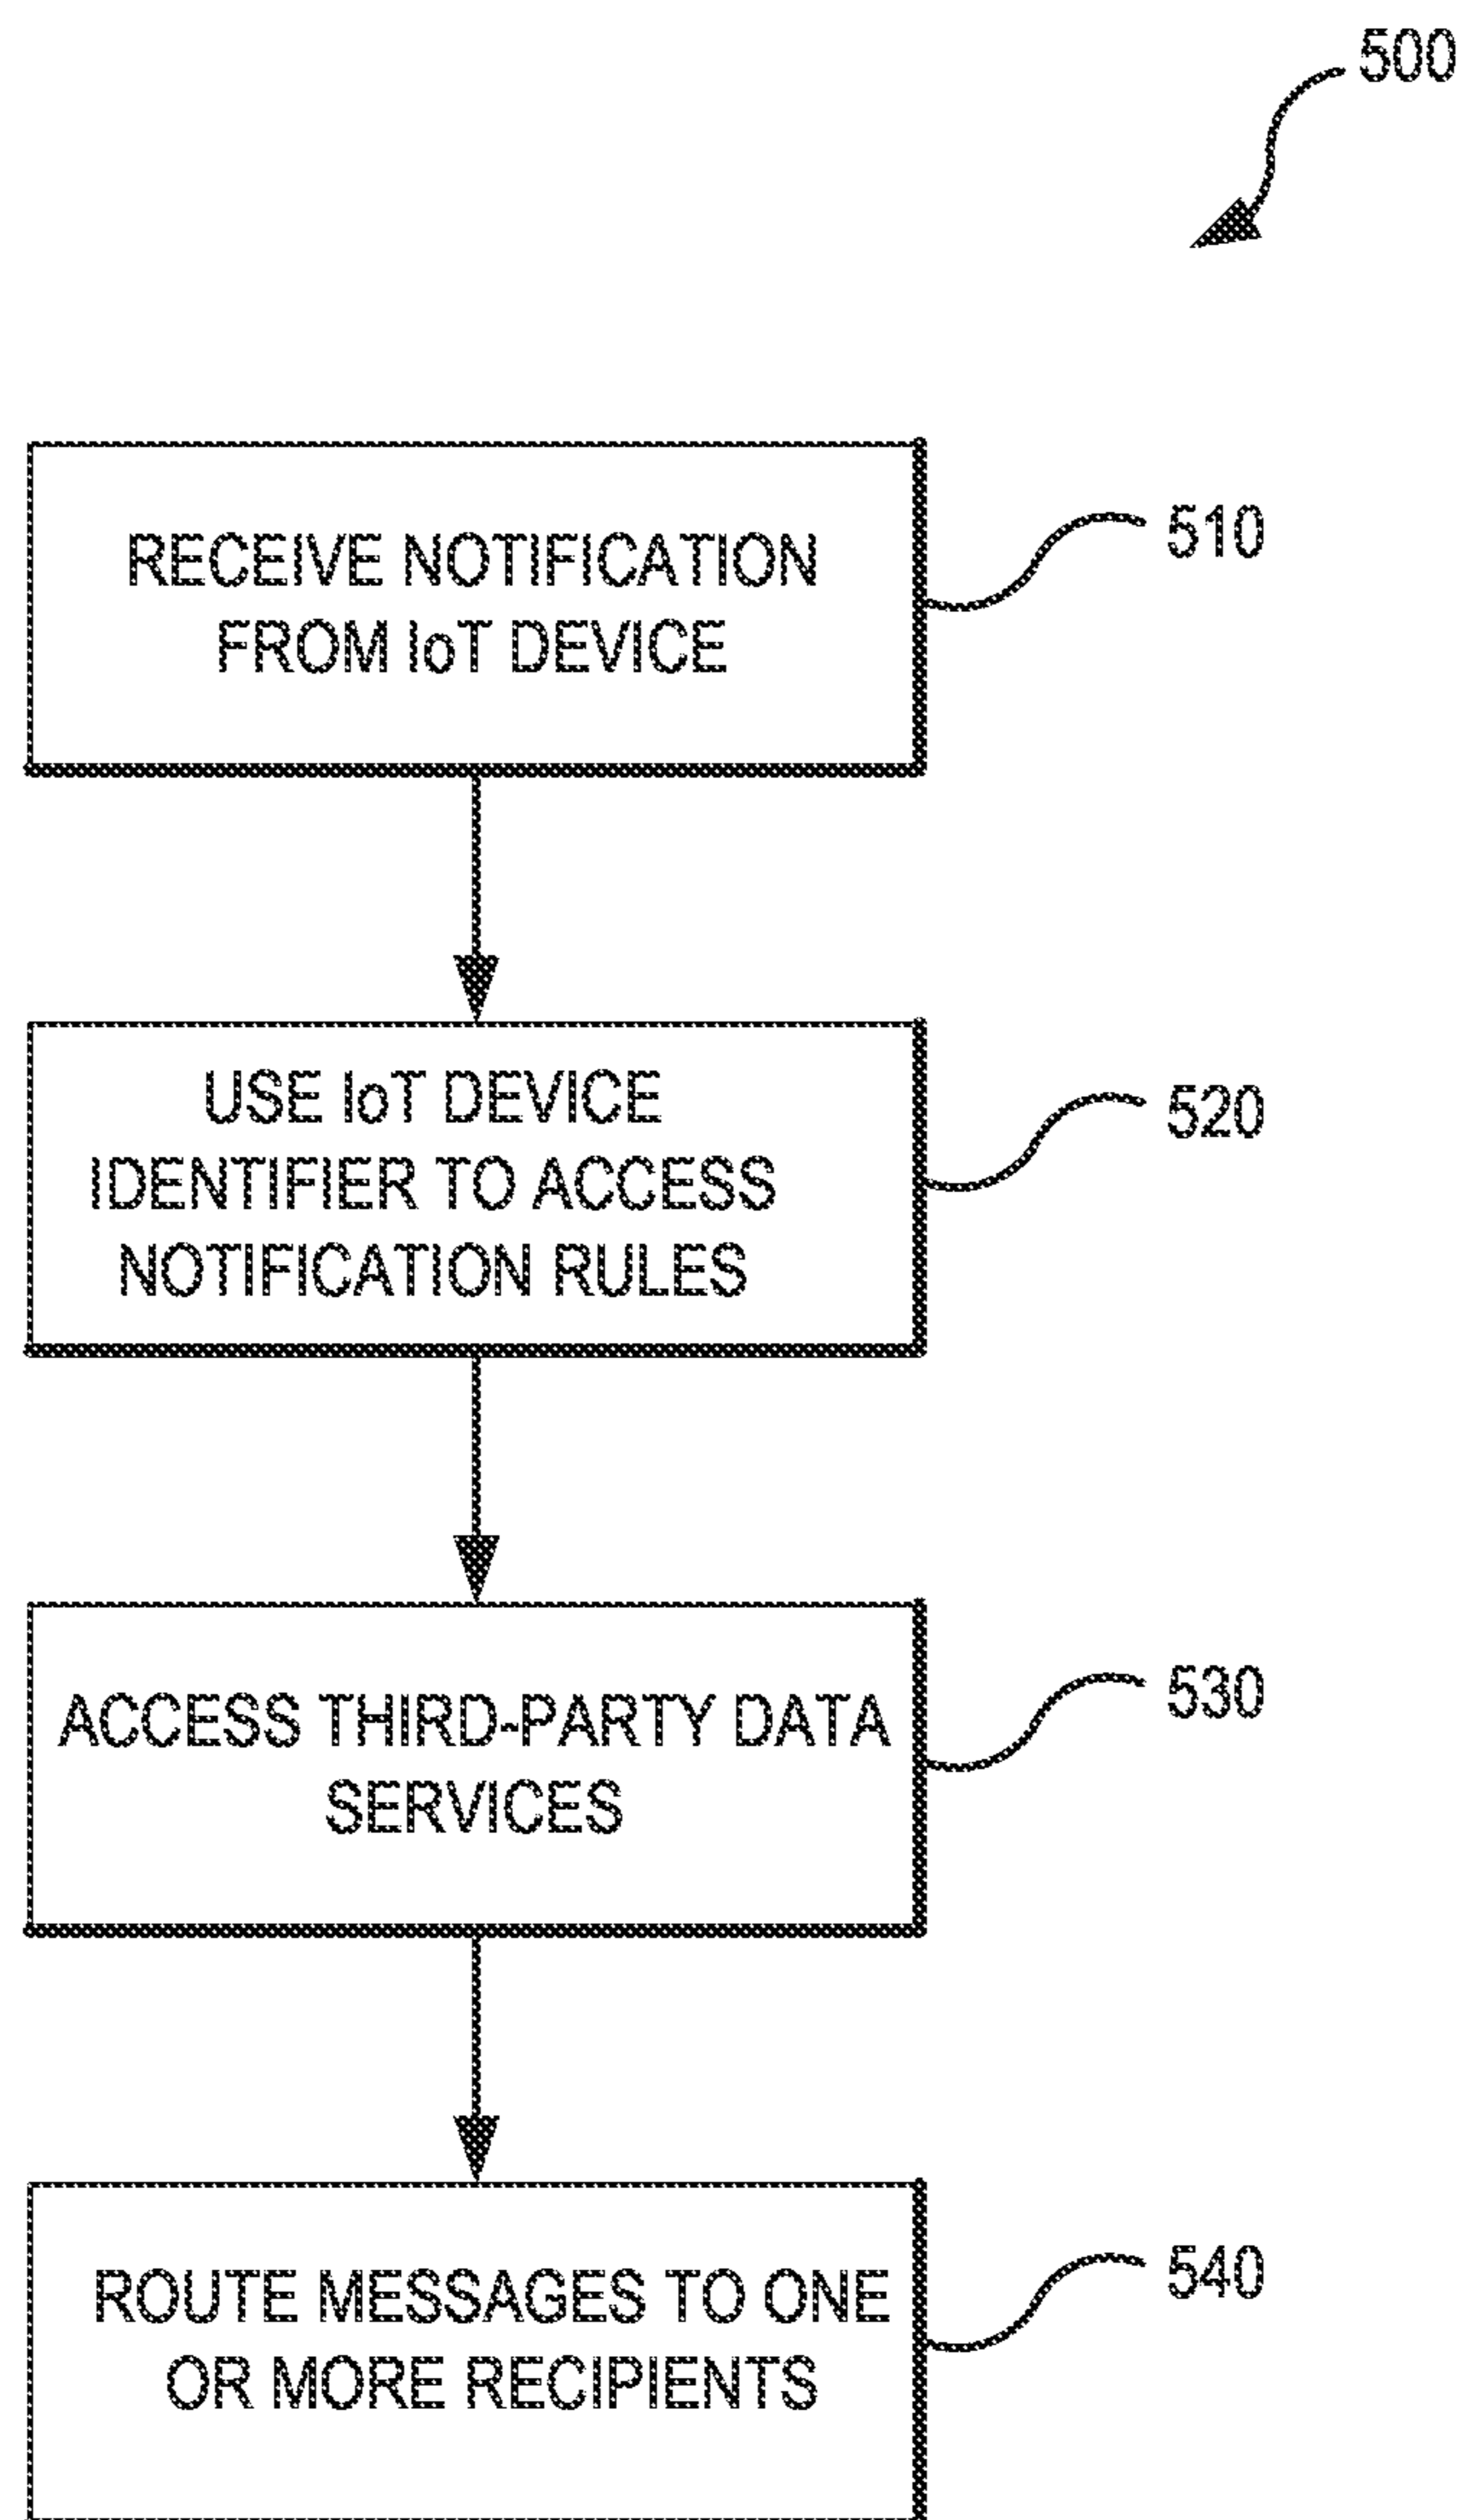 500
RECEIVE NOTIFICATION
FROM IoT DEVICE
510
USE IoT DEVICE
IDENTIFIER TO ACCESS
NOTIFICATION RULES
520
ACCESS THIRD-PARTY DATA
SERVICES
530
ROUTE MESSAGES TO ONE
OR MORE RECIPIENTS
540